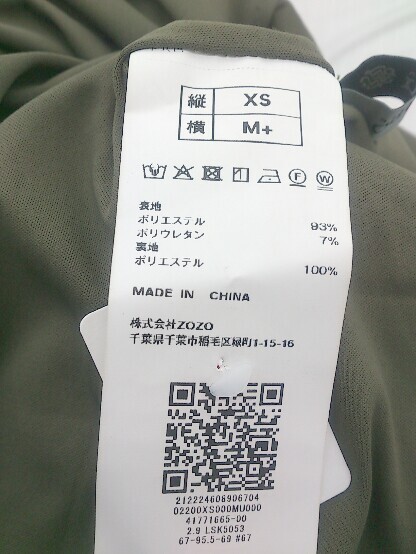 縦 XS
横 M+
表地
ポリエステル 93%
ポリウレタン 7%
裏地
ポリエステル 100%
MADE IN CHINA
株式会社ZOZO
千葉県千葉市稲毛区緑町1-15-16
212224606906704
02200XS000MU000
41771665-00
2.9 LSK5053
67-95.5-69 #67